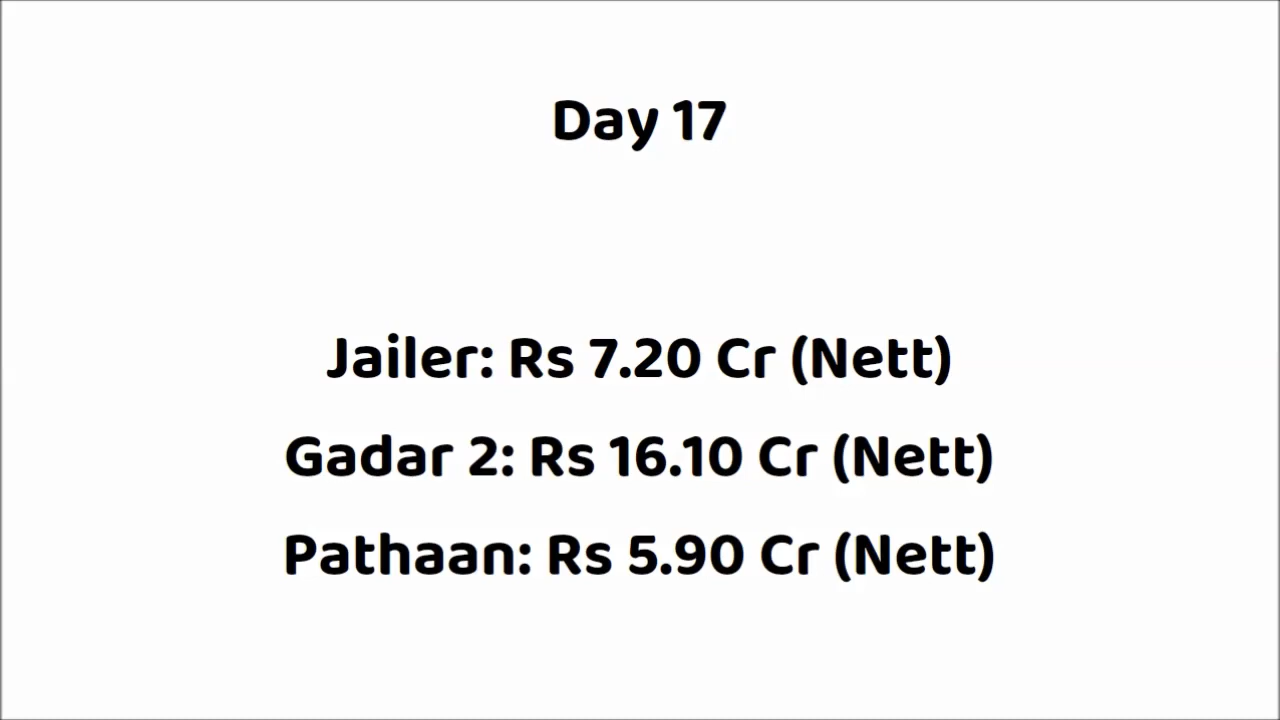 Day 17
Jailer: Rs 7.20 Cr (Nett)
Gadar 2: Rs 16.10 Cr (Nett)
Pathaan: Rs 5.90 Cr (Nett)